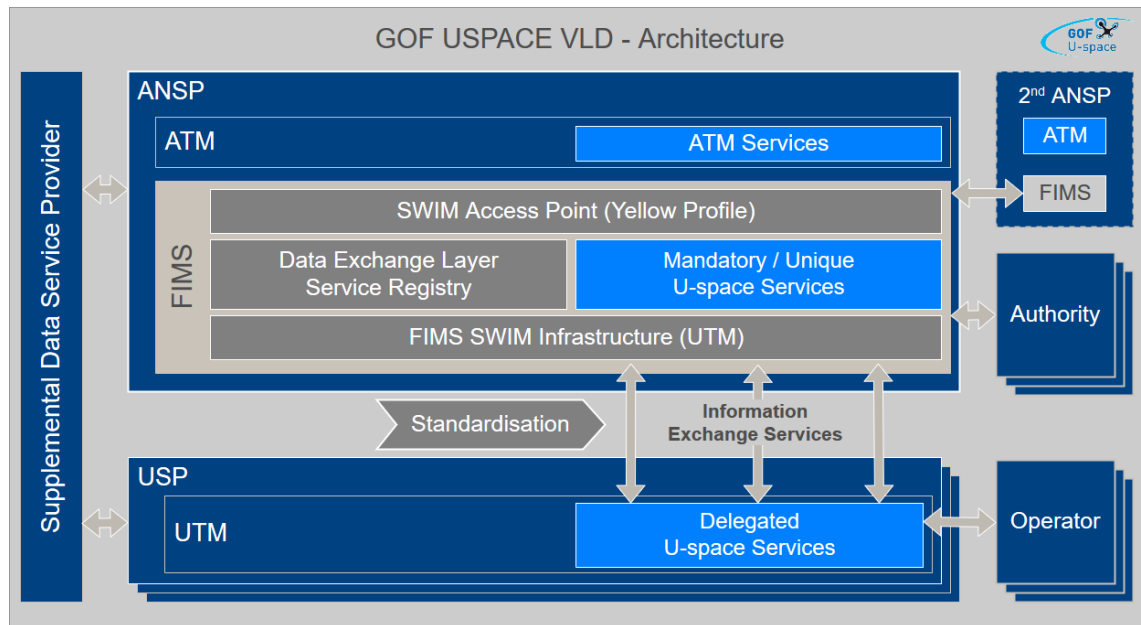 GOF USPACE VLD - Architecture
GOF
U-space
Supplemental Data Service Provider
ANSP
ATM
ATM Services
FIMS
SWIM Access Point (Yellow Profile)
Data Exchange Layer
Service Registry
Mandatory / Unique
U-space Services
FIMS SWIM Infrastructure (UTM)
2nd ANSP
ATM
FIMS
Authority
Standardisation
Information
Exchange Services
USP
UTM
Delegated
U-space Services
Operator